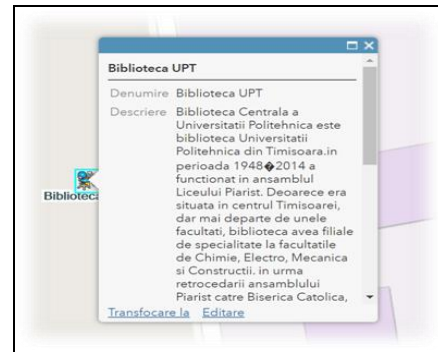 Biblioteca UPT
Denumire Biblioteca UPT
Descriere Biblioteca Centrala a
Universitatii Politehnica este
biblioteca Universitatii
Politehnica din Timisoara.in
perioada 1948�2014 a
functionat in ansamblul
Liceului Piarist. Deoarece era
situata in centrul Timisoarei,
dar mai departe de unele
facultati, biblioteca avea filiale
de specialitate la facultatile
de Chimie, Electro, Mecanica
si Constructii. in urma
retrocedarii ansamblului
Piarist catre Biserica Catolica,
Transfocare la Editare